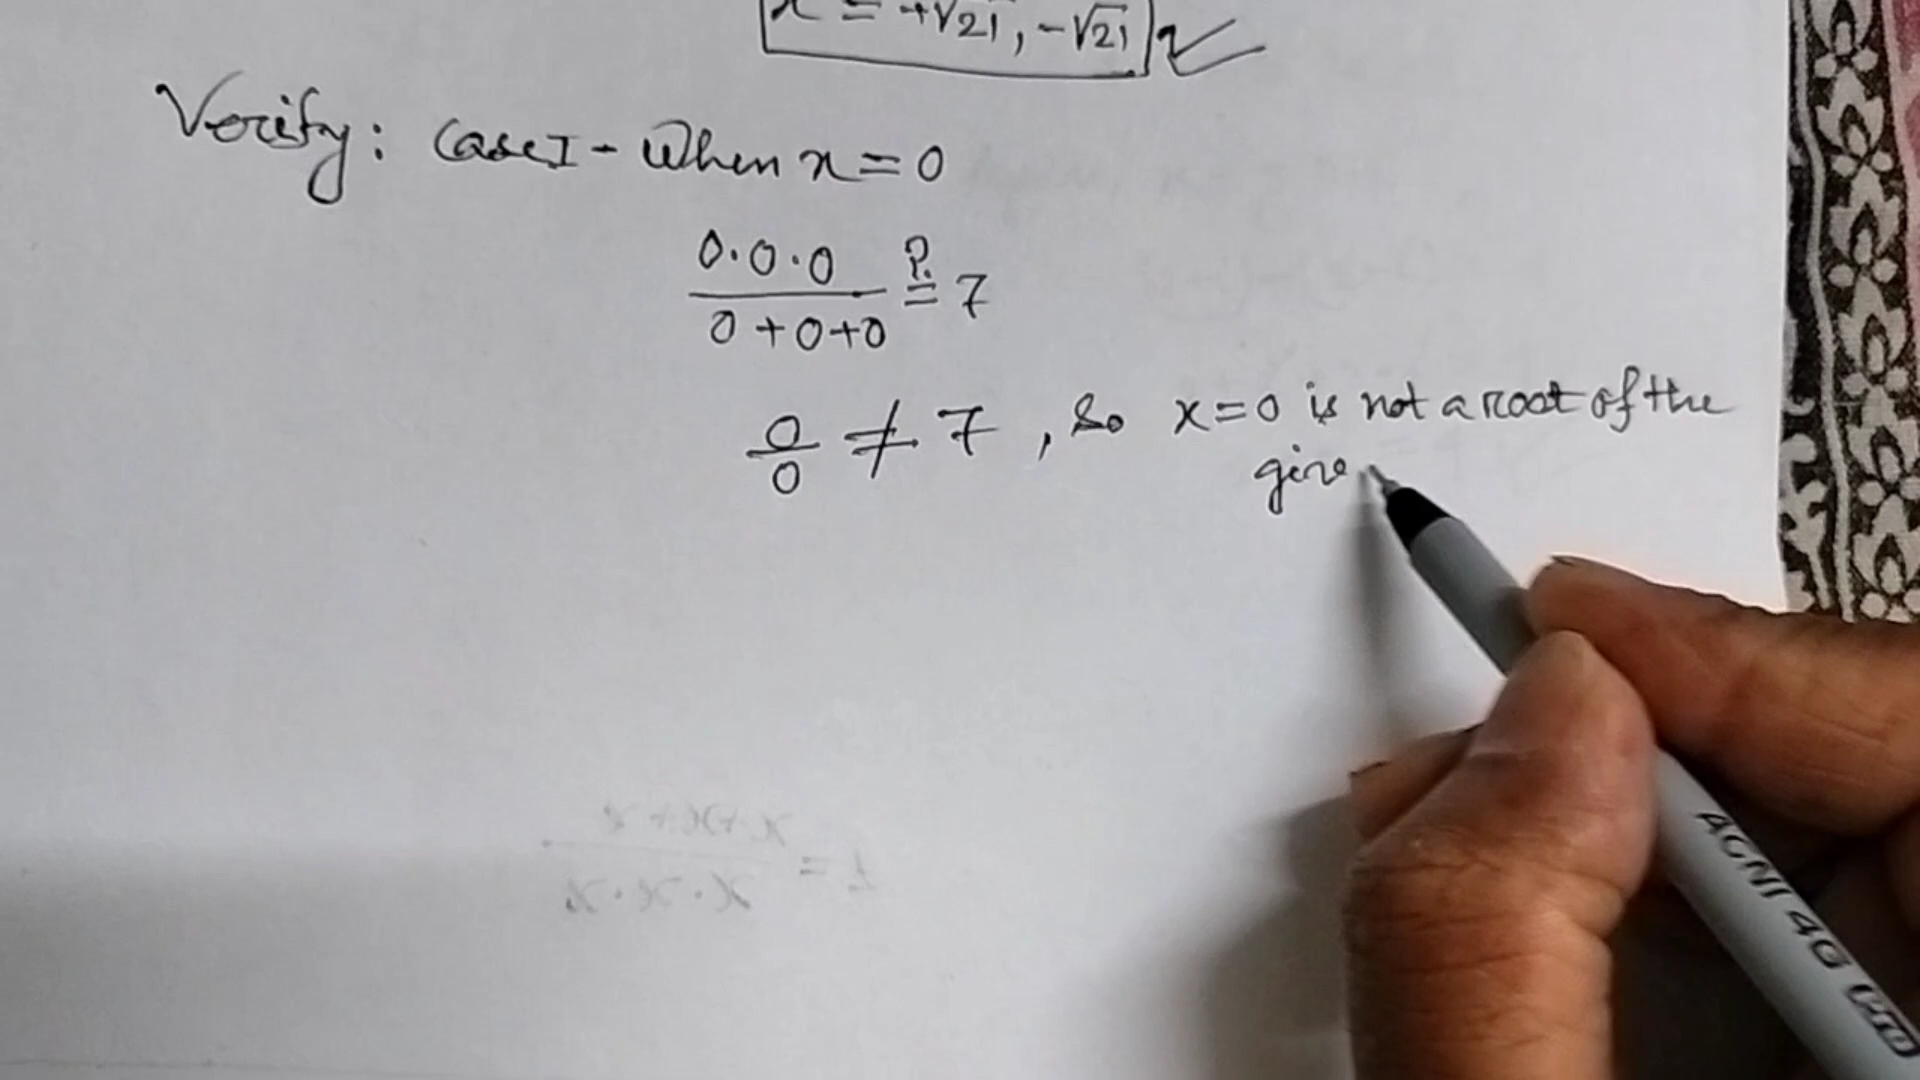 x = +√21, -√21
Verify: Case I - When x = 0
0·0·0 / 0+0+0 ≟ 7
0/0 ≠ 7, So x = 0 is not a root of the
give
x+x+x
x·x·x =
AGNI 4G